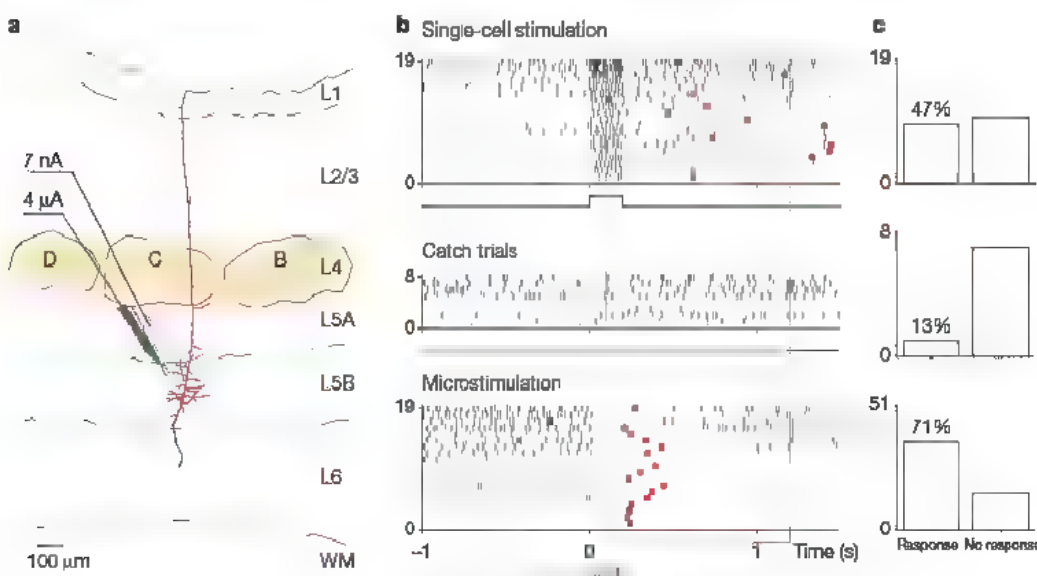 a
7 nA
4 μA
D
C
B
L1
L2/3
L4
L5A
L5B
L6
WM
100 μm
b
Single-cell stimulation
19
0
Catch trials
8
0
Microstimulation
19
0
–1
0
1
Time (s)
c
19
47%
0
8
13%
0
51
71%
0
Response
No response